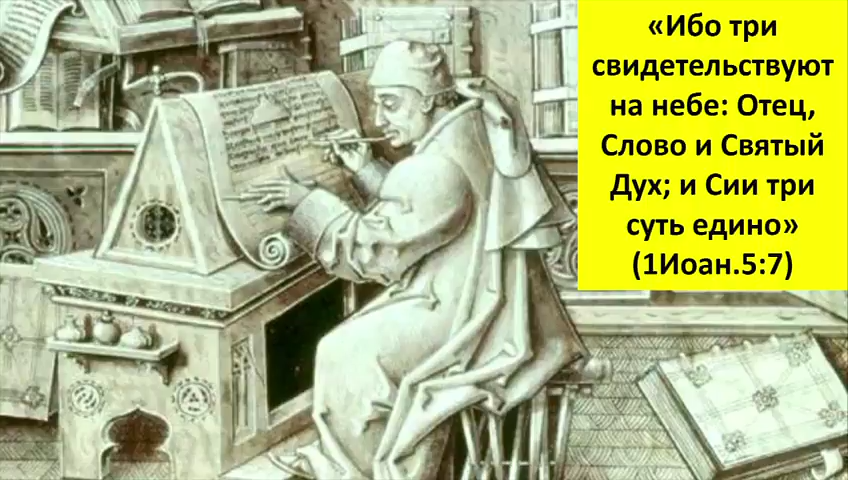 «Ибо три
свидетельствуют
на небе: Отец,
Слово и Святый
Дух; и Сии три
суть едино»
(1Иоан.5:7)